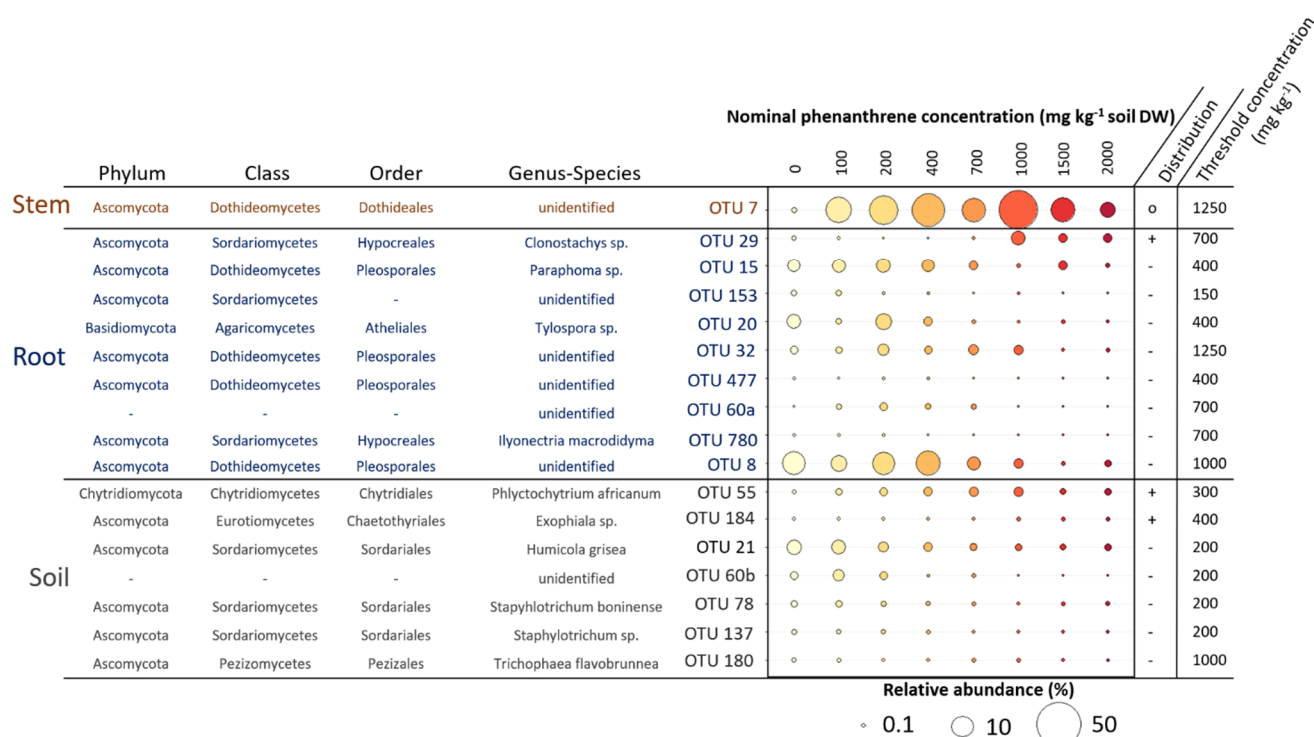 Nominal phenanthrene concentration (mg kg-1 soil DW)
Distribution
Threshold concentration
(mg kg-1)
0 100 200 400 700 1000 1500 2000
Phylum Class Order Genus-Species
Stem Ascomycota Dothideomycetes Dothideales unidentified OTU 7 o 1250
Ascomycota Sordariomycetes Hypocreales Clonostachys sp. OTU 29 + 700
Ascomycota Dothideomycetes Pleosporales Paraphoma sp. OTU 15 - 400
Ascomycota Sordariomycetes - unidentified OTU 153 - 150
Basidiomycota Agaricomycetes Atheliales Tylospora sp. OTU 20 - 400
Root Ascomycota Dothideomycetes Pleosporales unidentified OTU 32 - 1250
Ascomycota Dothideomycetes Pleosporales unidentified OTU 477 - 400
- - unidentified OTU 60a - 700
Ascomycota Sordariomycetes Hypocreales Ilyonectria macrodidyma OTU 780 - 700
Ascomycota Dothideomycetes Pleosporales unidentified OTU 8 - 1000
Chytridiomycota Chytridiomycetes Chytridiales Phlyctochytrium africanum OTU 55 + 300
Ascomycota Eurotiomycetes Chaetothyriales Exophiala sp. OTU 184 + 400
Ascomycota Sordariomycetes Sordariales Humicola grisea OTU 21 - 200
Soil - - - unidentified OTU 60b - 200
Ascomycota Sordariomycetes Sordariales Stapyhlotrichum boninense OTU 78 - 200
Ascomycota Sordariomycetes Sordariales Staphylotrichum sp. OTU 137 - 200
Ascomycota Pezizomycetes Pezizales Trichophaea flavobrunnea OTU 180 - 1000
Relative abundance (%)
0.1 10 50